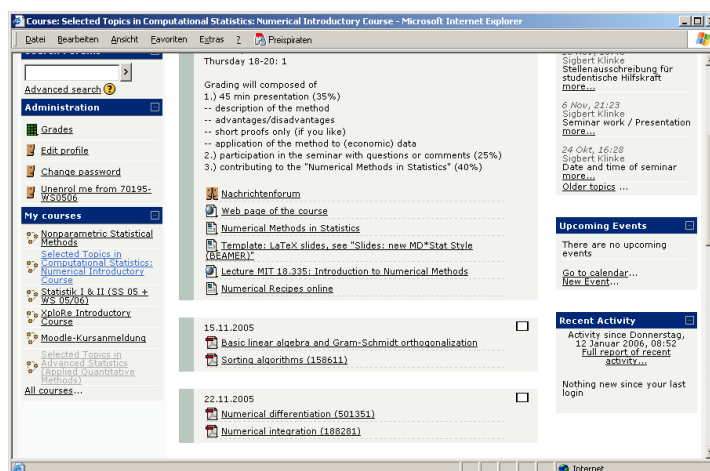 Course: Selected Topics in Computational Statistics: Numerical Introductory Course - Microsoft Internet Explorer
Datei Bearbeiten Ansicht Favoriten Extras ? Preispiraten
Advanced search
Administration
Grades
Edit profile
Change password
Unenrol me from 70195-
WS0506
My courses
Nonparametric Statistical
Methods
Selected Topics in
Computational Statistics:
Numerical Introductory
Course
Statistik I & II (SS 05 +
WS 05/06)
XploRe Introductory
Course
Moodle-Kursanmeldung
Selected Topics in
Advanced Statistics
(Applied Quantitative
Methods)
All courses...
Thursday 18-20: 1
Grading will composed of
1.) 45 min presentation (35%)
-- description of the method
-- advantages/disadvantages
-- short proofs only (if you like)
-- application of the method to (economic) data
2.) participation in the seminar with questions or comments (25%)
3.) contributing to the "Numerical Methods in Statistics" (40%)
Nachrichtenforum
Web page of the course
Numerical Methods in Statistics
Template: LaTeX slides, see "Slides: new MD*Stat Style
(BEAMER)"
Lecture MIT 18.335: Introduction to Numerical Methods
Numerical Recipes online
15.11.2005
Basic linear algebra and Gram-Schmidt orthogonalization
Sorting algorithms (158611)
22.11.2005
Numerical differentiation (501351)
Numerical integration (188281)
Sigbert Klinke
Stellenausschreibung für
studentische Hilfskraft
more...
6 Nov, 21:23
Sigbert Klinke
Seminar work / Presentation
more...
24 Okt, 16:28
Sigbert Klinke
Date and time of seminar
more...
Older topics ...
Upcoming Events
There are no upcoming
events
Go to calendar...
New Event...
Recent Activity
Activity since Donnerstag,
12 Januar 2006, 08:52
Full report of recent
activity...
Nothing new since your last
login
Internet